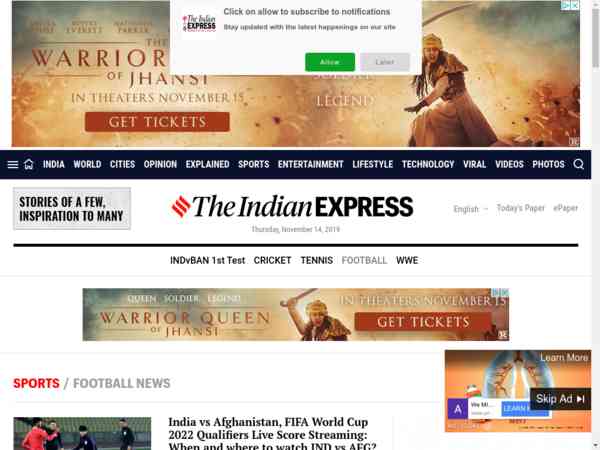 RUPERT EVERETT
NATHANIEL PARKER
THE
WARRIOR
OF JHANSI
IN THEATERS NOVEMBER 15
GET TICKETS
SOLDIER
LEGEND
The Indian EXPRESS
Click on allow to subscribe to notifications
Stay updated with the latest happenings on our site
Allow
Later
INDIA WORLD CITIES OPINION EXPLAINED SPORTS ENTERTAINMENT LIFESTYLE TECHNOLOGY VIRAL VIDEOS PHOTOS
STORIES OF A FEW,
INSPIRATION TO MANY
The Indian EXPRESS
Thursday, November 14, 2019
English
Today's Paper
ePaper
INDvBAN 1st Test CRICKET TENNIS FOOTBALL WWE
QUEEN SOLDIER. LEGEND.
WARRIOR QUEEN
OF JHANSI
IN THEATERS NOVEMBER 15
GET TICKETS
SPORTS / FOOTBALL NEWS
India vs Afghanistan, FIFA World Cup
2022 Qualifiers Live Score Streaming:
When and where to watch IND vs AFG?
Learn More
A
We Mi...
LEARN
Skip Ad